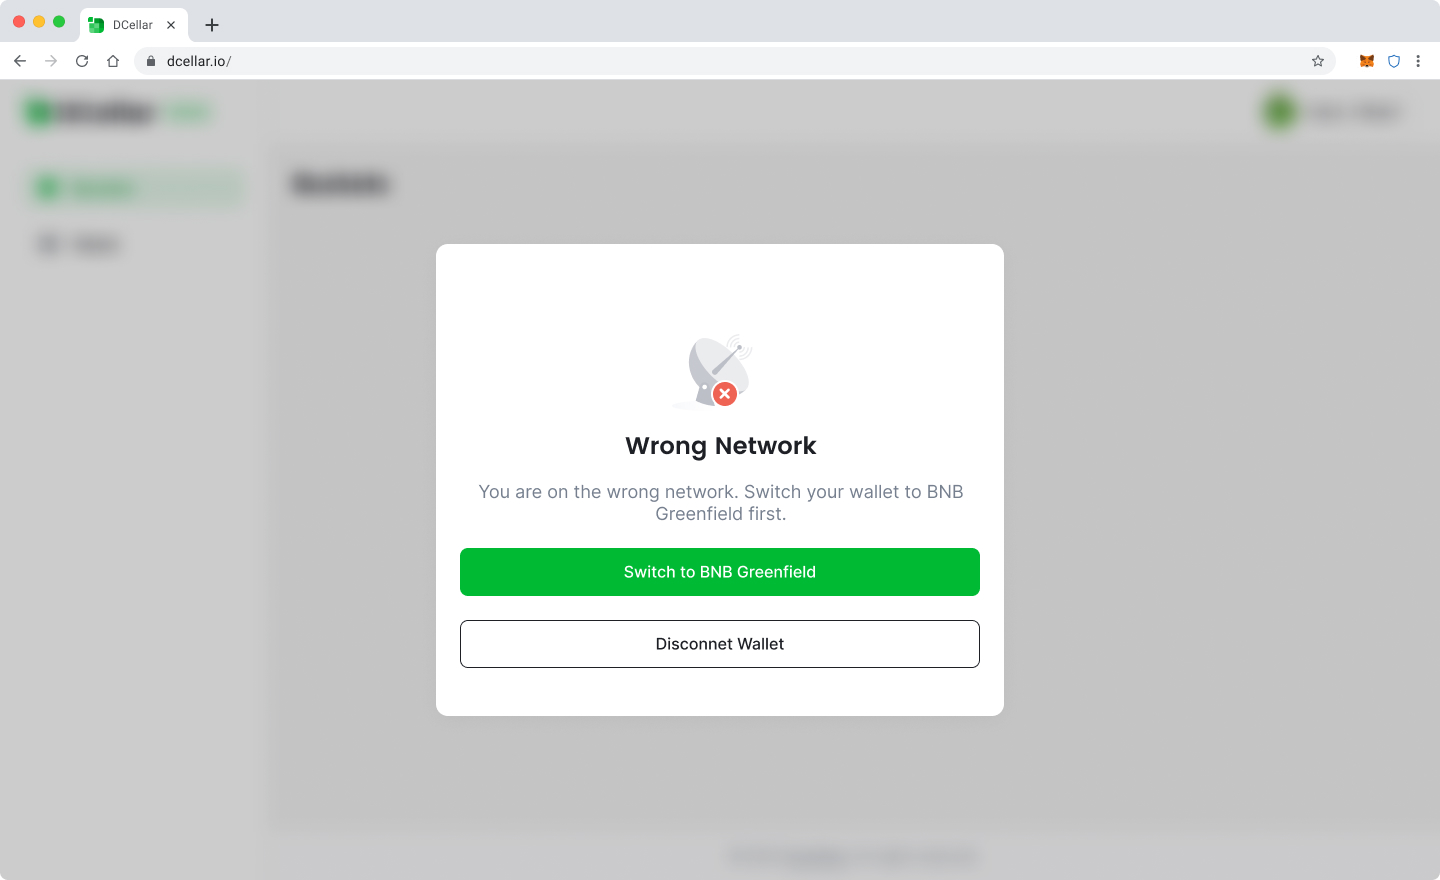 DCellar
dcellar.io/
Wrong Network
You are on the wrong network. Switch your wallet to BNB
Greenfield first.
Switch to BNB Greenfield
Disconnet Wallet